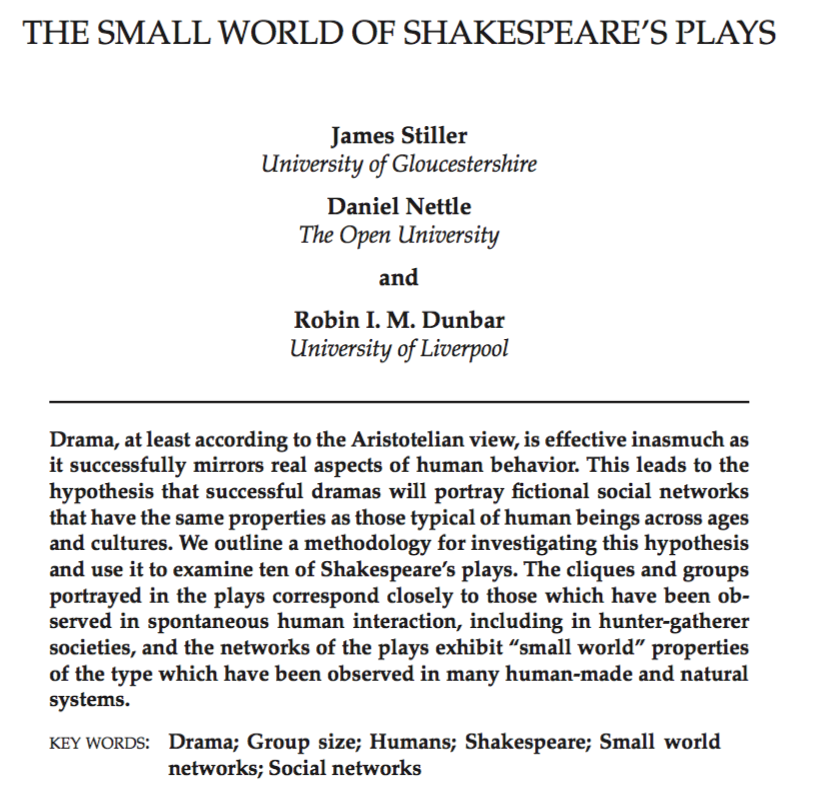 THE SMALL WORLD OF SHAKESPEARE'S PLAYS
James Stiller
University of Gloucestershire
Daniel Nettle
The Open University
and
Robin I. M. Dunbar
University of Liverpool
Drama, at least according to the Aristotelian view, is effective inasmuch as
it successfully mirrors real aspects of human behavior. This leads to the
hypothesis that successful dramas will portray fictional social networks
that have the same properties as those typical of human beings across ages
and cultures. We outline a methodology for investigating this hypothesis
and use it to examine ten of Shakespeare's plays. The cliques and groups
portrayed in the plays correspond closely to those which have been ob-
served in spontaneous human interaction, including in hunter-gatherer
societies, and the networks of the plays exhibit “small world” properties
of the type which have been observed in many human-made and natural
systems.
KEY WORDS: Drama; Group size; Humans; Shakespeare; Small world
networks; Social networks